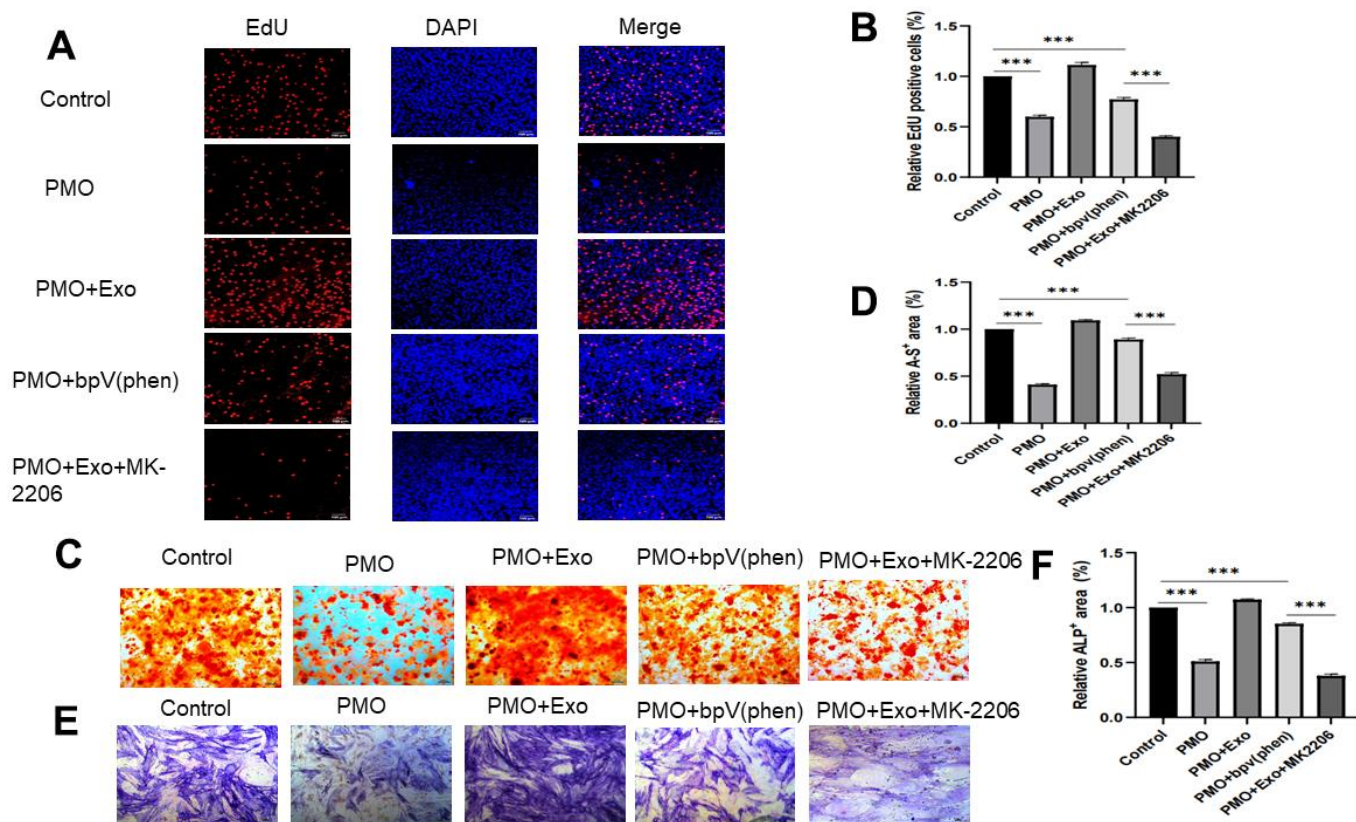 A
EdU DAPI Merge
Control
PMO
PMO+Exo
PMO+bpV(phen)
PMO+Exo+MK-
2206
B
Relative EdU positive cells (%)
1.5
1.0
0.5
0.0
***
***
***
Control
PMO
PMO+Exo
PMO+bpv(phen)
PMO+Exo+MK2206
D
Relative A-S+ area (%)
1.5
1.0
0.5
0.0
***
***
***
Control
PMO
PMO+Exo
PMO+bpv(phen)
PMO+Exo+MK2206
C
Control PMO PMO+Exo PMO+bpV(phen) PMO+Exo+MK-2206
E
Control PMO PMO+Exo PMO+bpV(phen) PMO+Exo+MK-2206
F
Relative ALP+ area (%)
1.5
1.0
0.5
0.0
***
***
***
Control
PMO
PMO+Exo
PMO+bpv(phen)
PMO+Exo+MK2206